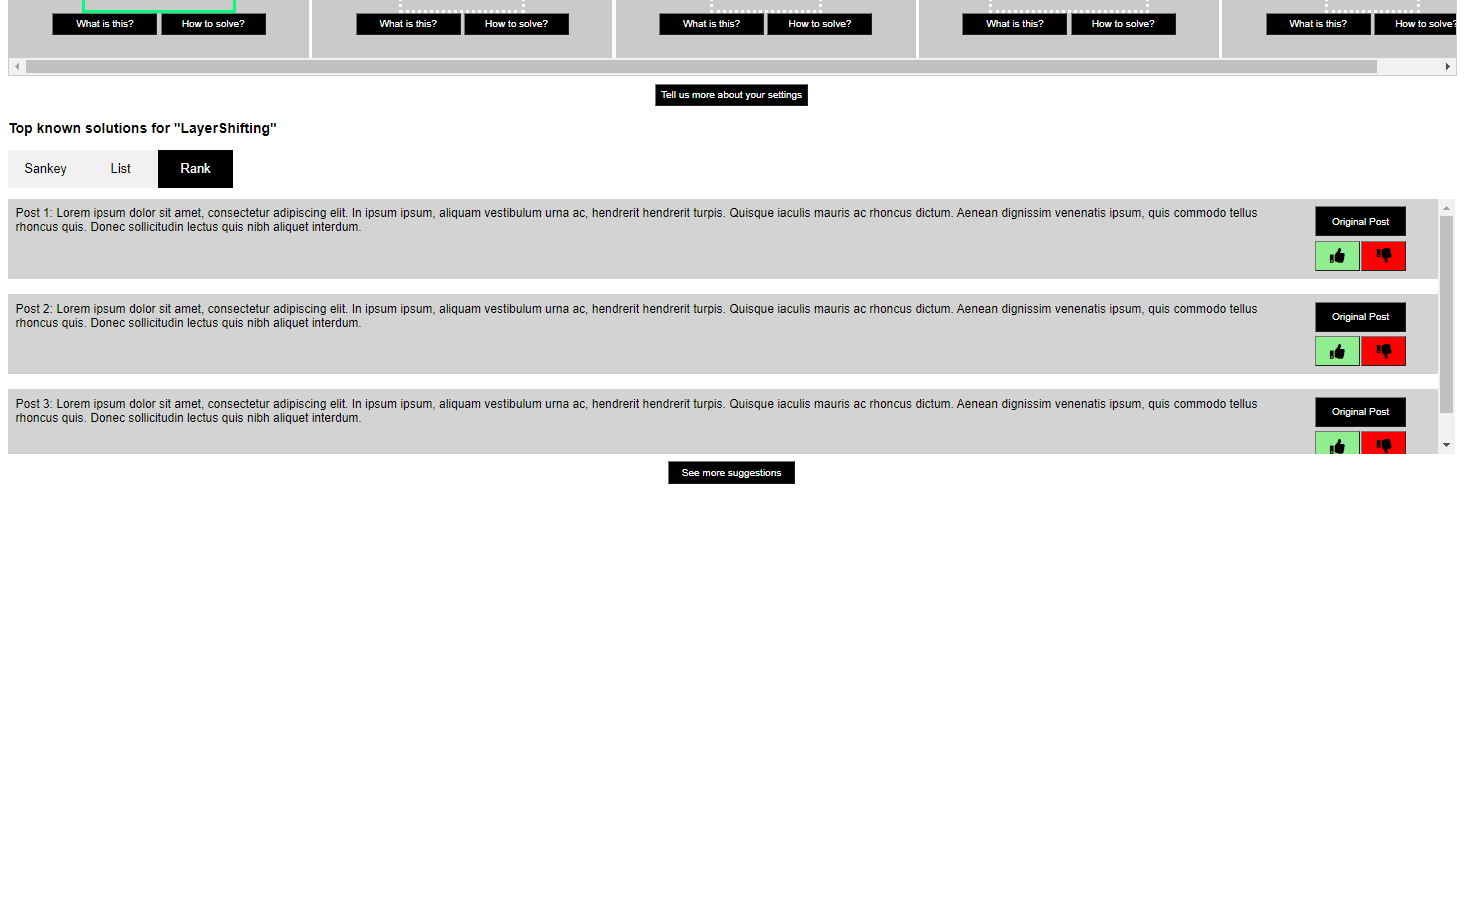 What is this? How to solve? What is this? How to solve? What is this? How to solve? What is this? How to solve? What is this? How to solve?
Tell us more about your settings
Top known solutions for "LayerShifting"
Sankey List Rank
Post 1: Lorem ipsum dolor sit amet, consectetur adipiscing elit. In ipsum ipsum, aliquam vestibulum urna ac, hendrerit hendrerit turpis. Quisque iaculis mauris ac rhoncus dictum. Aenean dignissim venenatis ipsum, quis commodo tellus
rhoncus quis. Donec sollicitudin lectus quis nibh aliquet interdum.
Original Post
Post 2: Lorem ipsum dolor sit amet, consectetur adipiscing elit. In ipsum ipsum, aliquam vestibulum urna ac, hendrerit hendrerit turpis. Quisque iaculis mauris ac rhoncus dictum. Aenean dignissim venenatis ipsum, quis commodo tellus
rhoncus quis. Donec sollicitudin lectus quis nibh aliquet interdum.
Original Post
Post 3: Lorem ipsum dolor sit amet, consectetur adipiscing elit. In ipsum ipsum, aliquam vestibulum urna ac, hendrerit hendrerit turpis. Quisque iaculis mauris ac rhoncus dictum. Aenean dignissim venenatis ipsum, quis commodo tellus
rhoncus quis. Donec sollicitudin lectus quis nibh aliquet interdum.
Original Post
See more suggestions